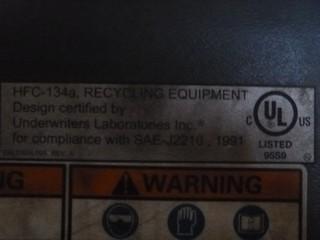 HFC-134a, RECYCLING EQUIPMENT
Design certified by
Underwriters Laboratories Inc.®
for compliance with SAE-J2210 , 1991
C UL US
®
LISTED
95S9
NG
WARNING